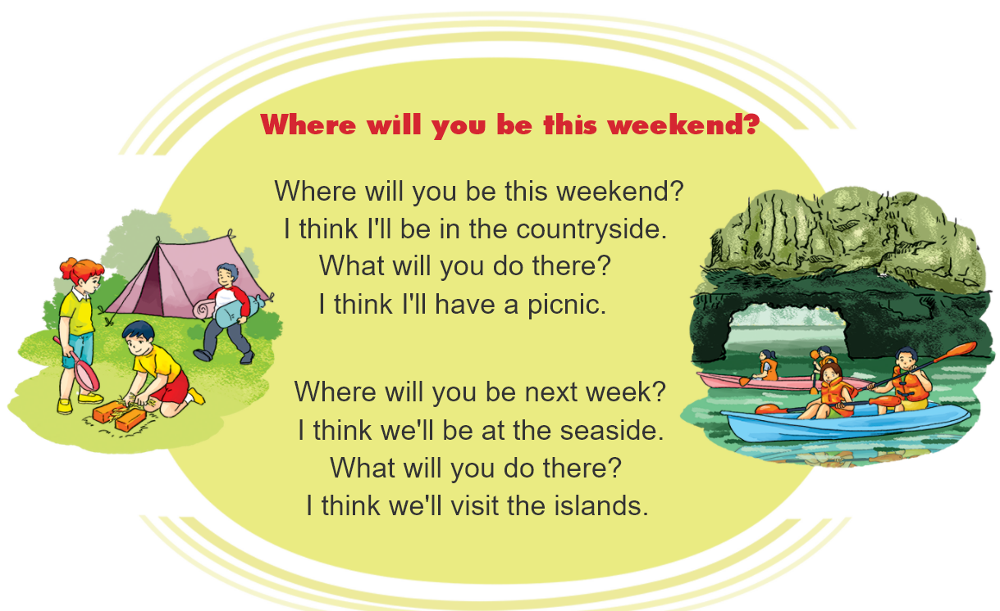 Where will you be this weekend?
Where will you be this weekend?
I think I'll be in the countryside.
What will you do there?
I think I'll have a picnic.
Where will you be next week?
I think we'll be at the seaside.
What will you do there?
I think we'll visit the islands.